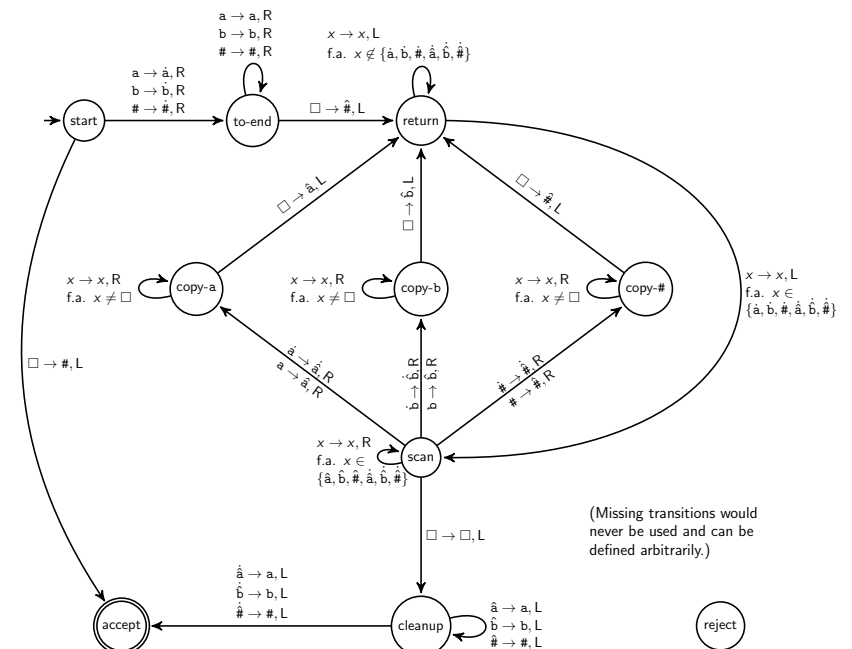 a → a, R
b → b, R
# → #, R
x → x, L
f.a. x ∉ {ȧ, ḃ, #̇, â̇, b̂̇, #̂̇}
a → ȧ, R
b → ḃ, R
# → #̇, R
start
to-end
□ → #̂, L
return
□ → â, L
□ → b̂, L
□ → #̂, L
x → x, R
f.a. x ≠ □
copy-a
x → x, R
f.a. x ≠ □
copy-b
x → x, R
f.a. x ≠ □
copy-#
x → x, L
f.a. x ∈
{ȧ, ḃ, #̇, â̇, b̂̇, #̂̇}
□ → #, L
ȧ → â̇, R
a → â, R
ḃ → b̂̇, R
b → b̂, R
#̇ → #̂̇, R
# → #̂, R
x → x, R
f.a. x ∈
{â, b̂, #̂, â̇, b̂̇, #̂̇}
scan
□ → □, L
(Missing transitions would
never be used and can be
defined arbitrarily.)
â̇ → a, L
b̂̇ → b, L
#̂̇ → #, L
accept
cleanup
â → a, L
b̂ → b, L
#̂ → #, L
reject